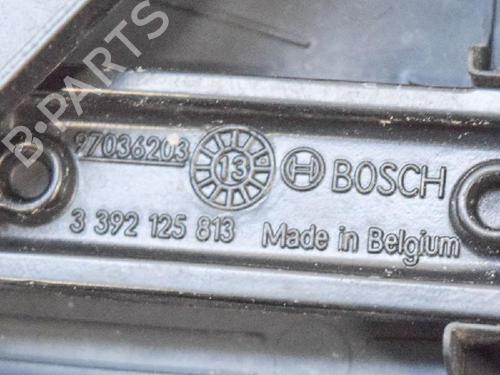 B-PARTS
97036203 13 BOSCH
3 392 125 813 Made in Belgium